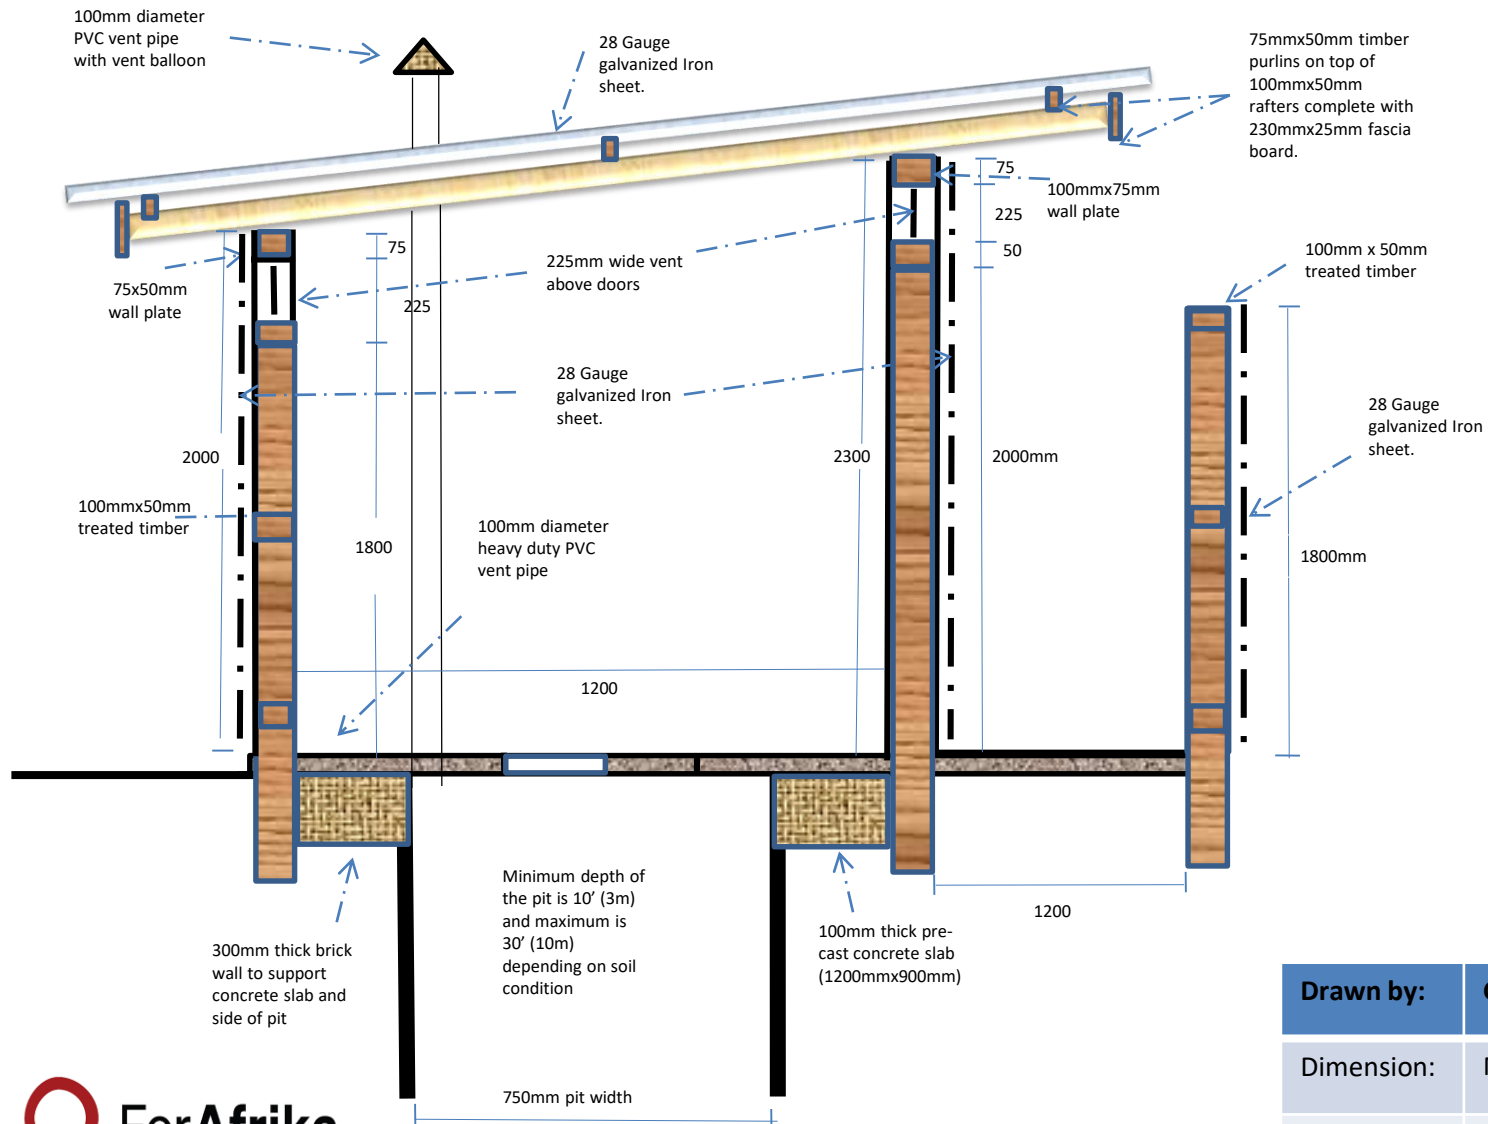 100mm diameter
PVC vent pipe
with vent balloon
28 Gauge
galvanized Iron
sheet.
75mmx50mm timber
purlins on top of
100mmx50mm
rafters complete with
230mmx25mm fascia
board.
75
100mmx75mm
wall plate
225
50
100mm x 50mm
treated timber
75
225mm wide vent
above doors
75x50mm
wall plate
225
28 Gauge
galvanized Iron
sheet.
28 Gauge
galvanized Iron
sheet.
2000
2300
2000mm
100mmx50mm
treated timber
1800
100mm diameter
heavy duty PVC
vent pipe
1800mm
1200
Minimum depth of
the pit is 10’ (3m)
and maximum is
30’ (10m)
depending on soil
condition
1200
300mm thick brick
wall to support
concrete slab and
side of pit
100mm thick pre-
cast concrete slab
(1200mmx900mm)
Drawn by:
Dimension:
750mm pit width
ForAfrika